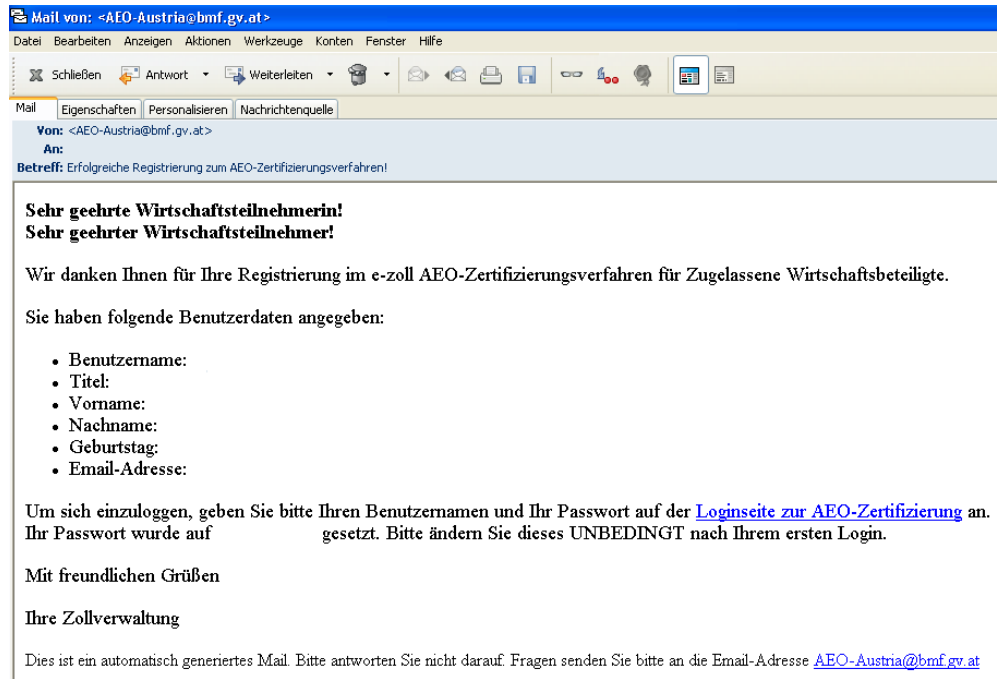 Mail von: <AEO-Austria@bmf.gv.at>
Datei Bearbeiten Anzeigen Aktionen Werkzeuge Konten Fenster Hilfe
Schließen Antwort Weiterleiten
Mail Eigenschaften Personalisieren Nachrichtenquelle
Von: <AEO-Austria@bmf.gv.at>
An:
Betreff: Erfolgreiche Registrierung zum AEO-Zertifizierungsverfahren!
Sehr geehrte Wirtschaftsteilnehmerin!
Sehr geehrter Wirtschaftsteilnehmer!
Wir danken Ihnen für Ihre Registrierung im e-zoll AEO-Zertifizierungsverfahren für Zugelassene Wirtschaftsbeteiligte.
Sie haben folgende Benutzerdaten angegeben:
• Benutzername:
• Titel:
• Vorname:
• Nachname:
• Geburtstag:
• Email-Adresse:
Um sich einzuloggen, geben Sie bitte Ihren Benutzernamen und Ihr Passwort auf der Loginseite zur AEO-Zertifizierung an.
Ihr Passwort wurde auf gesetzt. Bitte ändern Sie dieses UNBEDINGT nach Ihrem ersten Login.
Mit freundlichen Grüßen
Ihre Zollverwaltung
Dies ist ein automatisch generiertes Mail. Bitte antworten Sie nicht darauf. Fragen senden Sie bitte an die Email-Adresse AEO-Austria@bmf.gv.at